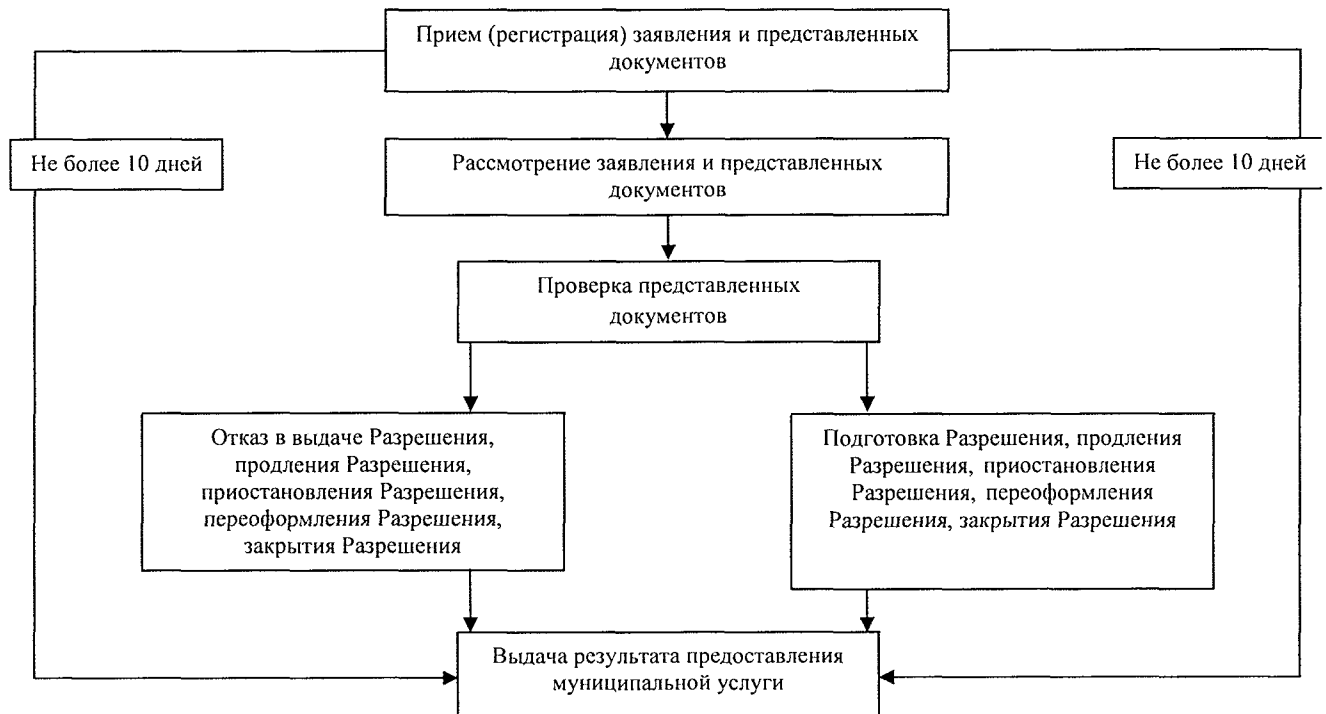 Прием (регистрация) заявления и представленных
документов
Не более 10 дней
Рассмотрение заявления и представленных
документов
Не более 10 дней
Проверка представленных
документов
Отказ в выдаче Разрешения,
продления Разрешения,
приостановления Разрешения,
переоформления Разрешения,
закрытия Разрешения
Подготовка Разрешения, продления
Разрешения, приостановления
Разрешения, переоформления
Разрешения, закрытия Разрешения
Выдача результата предоставления
муниципальной услуги